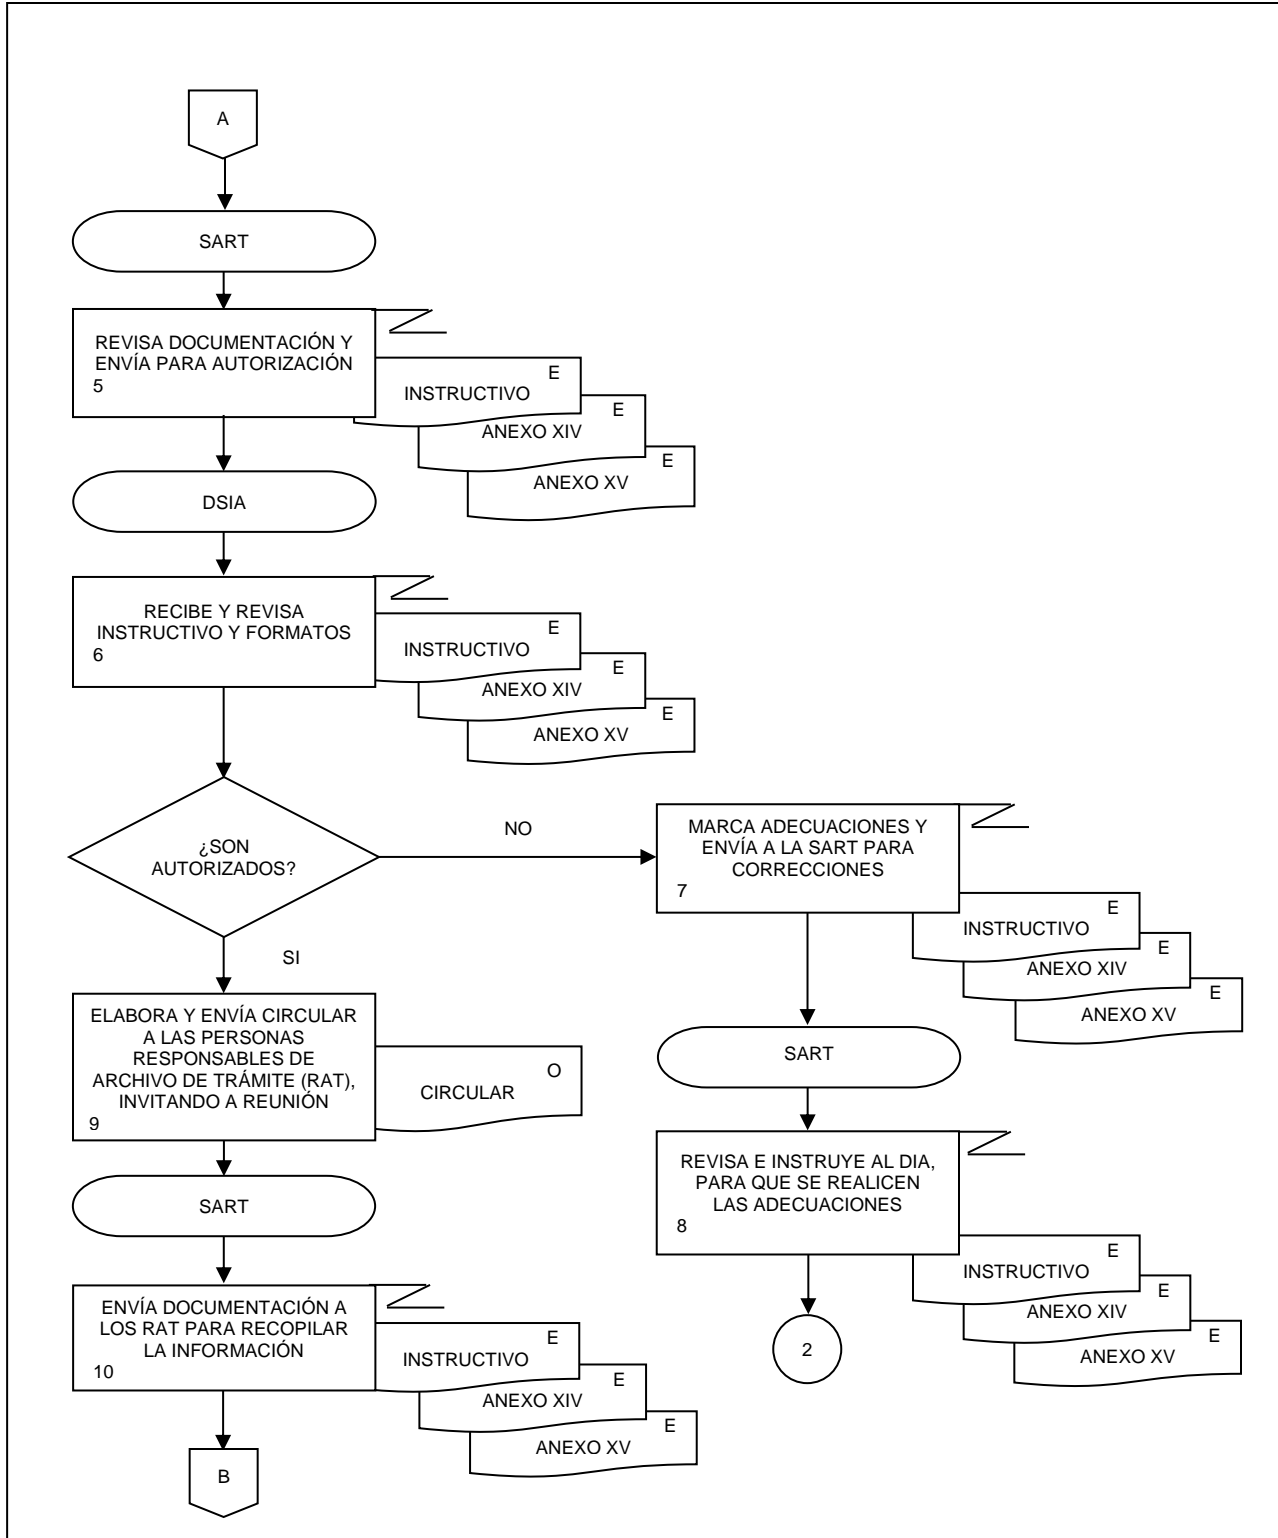 A
SART
REVISA DOCUMENTACIÓN Y
ENVÍA PARA AUTORIZACIÓN
5
E
INSTRUCTIVO
E
ANEXO XIV
E
ANEXO XV
DSIA
RECIBE Y REVISA
INSTRUCTIVO Y FORMATOS
6
E
INSTRUCTIVO
E
ANEXO XIV
E
ANEXO XV
¿SON
AUTORIZADOS?
NO
MARCA ADECUACIONES Y
ENVÍA A LA SART PARA
CORRECCIONES
7
E
INSTRUCTIVO
E
ANEXO XIV
E
ANEXO XV
SART
REVISA E INSTRUYE AL DIA,
PARA QUE SE REALICEN
LAS ADECUACIONES
8
E
INSTRUCTIVO
E
ANEXO XIV
E
ANEXO XV
2
SI
ELABORA Y ENVÍA CIRCULAR
A LAS PERSONAS
RESPONSABLES DE
ARCHIVO DE TRÁMITE (RAT),
INVITANDO A REUNIÓN
9
O
CIRCULAR
SART
ENVÍA DOCUMENTACIÓN A
LOS RAT PARA RECOPILAR
LA INFORMACIÓN
10
E
INSTRUCTIVO
E
ANEXO XIV
E
ANEXO XV
B